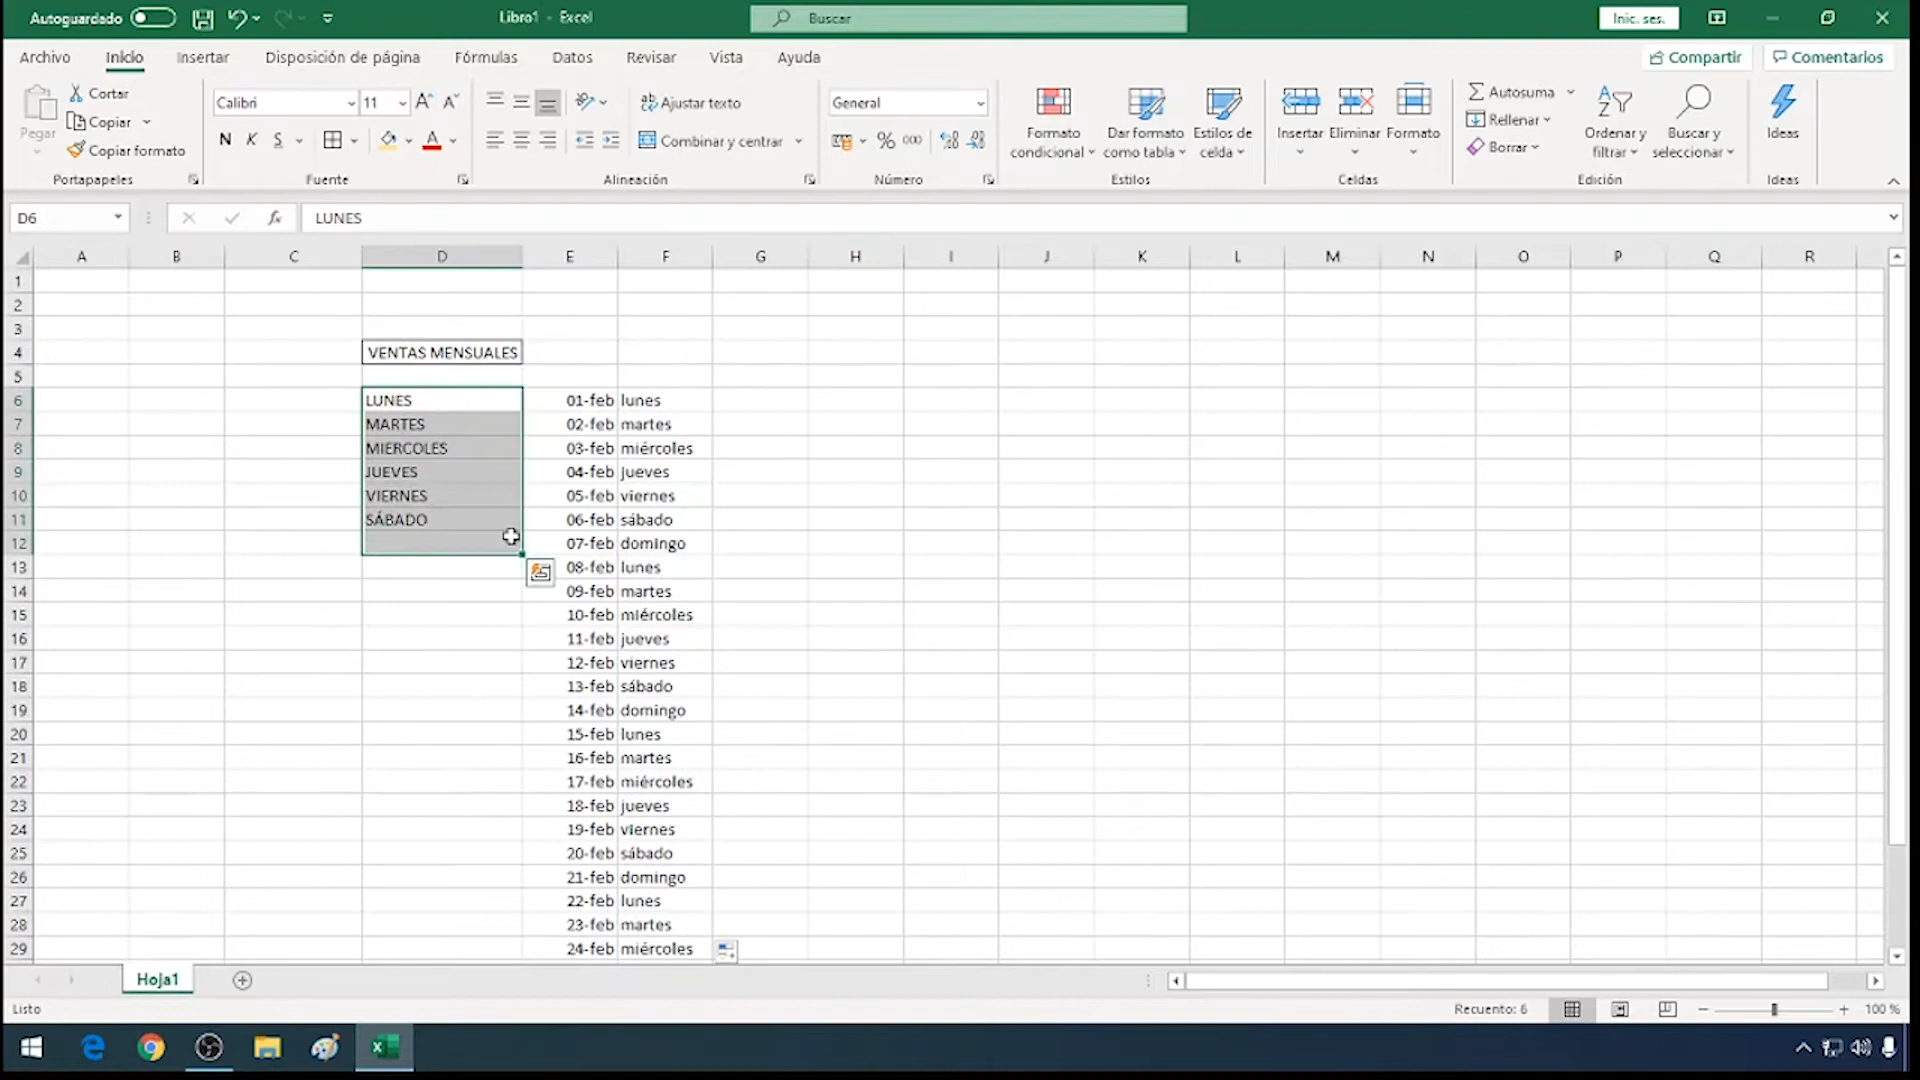 Autoguardado
Libro1 - Excel
Buscar
Inic. ses.
Archivo Inicio Insertar Disposición de página Fórmulas Datos Revisar Vista Ayuda
Compartir Comentarios
Pegar
Cortar
Copiar
Copiar formato
Portapapeles
Calibri 11
N K S
Fuente
Ajustar texto
Combinar y centrar
Alineación
General
% 000
Número
Formato condicional
Dar formato como tabla
Estilos de celda
Estilos
Insertar Eliminar Formato
Celdas
Autosuma
Rellenar
Borrar
Ordenar y filtrar
Buscar y seleccionar
Edición
Ideas
Ideas
D6 fx LUNES
A B C D E F G H I J K L M N O P Q R
1
2
3
4 VENTAS MENSUALES
5
6 LUNES 01-feb lunes
7 MARTES 02-feb martes
8 MIERCOLES 03-feb miércoles
9 JUEVES 04-feb jueves
10 VIERNES 05-feb viernes
11 SÁBADO 06-feb sábado
12 07-feb domingo
13 08-feb lunes
14 09-feb martes
15 10-feb miércoles
16 11-feb jueves
17 12-feb viernes
18 13-feb sábado
19 14-feb domingo
20 15-feb lunes
21 16-feb martes
22 17-feb miércoles
23 18-feb jueves
24 19-feb viernes
25 20-feb sábado
26 21-feb domingo
27 22-feb lunes
28 23-feb martes
29 24-feb miércoles
Hoja1
Listo
Recuento: 6
100 %